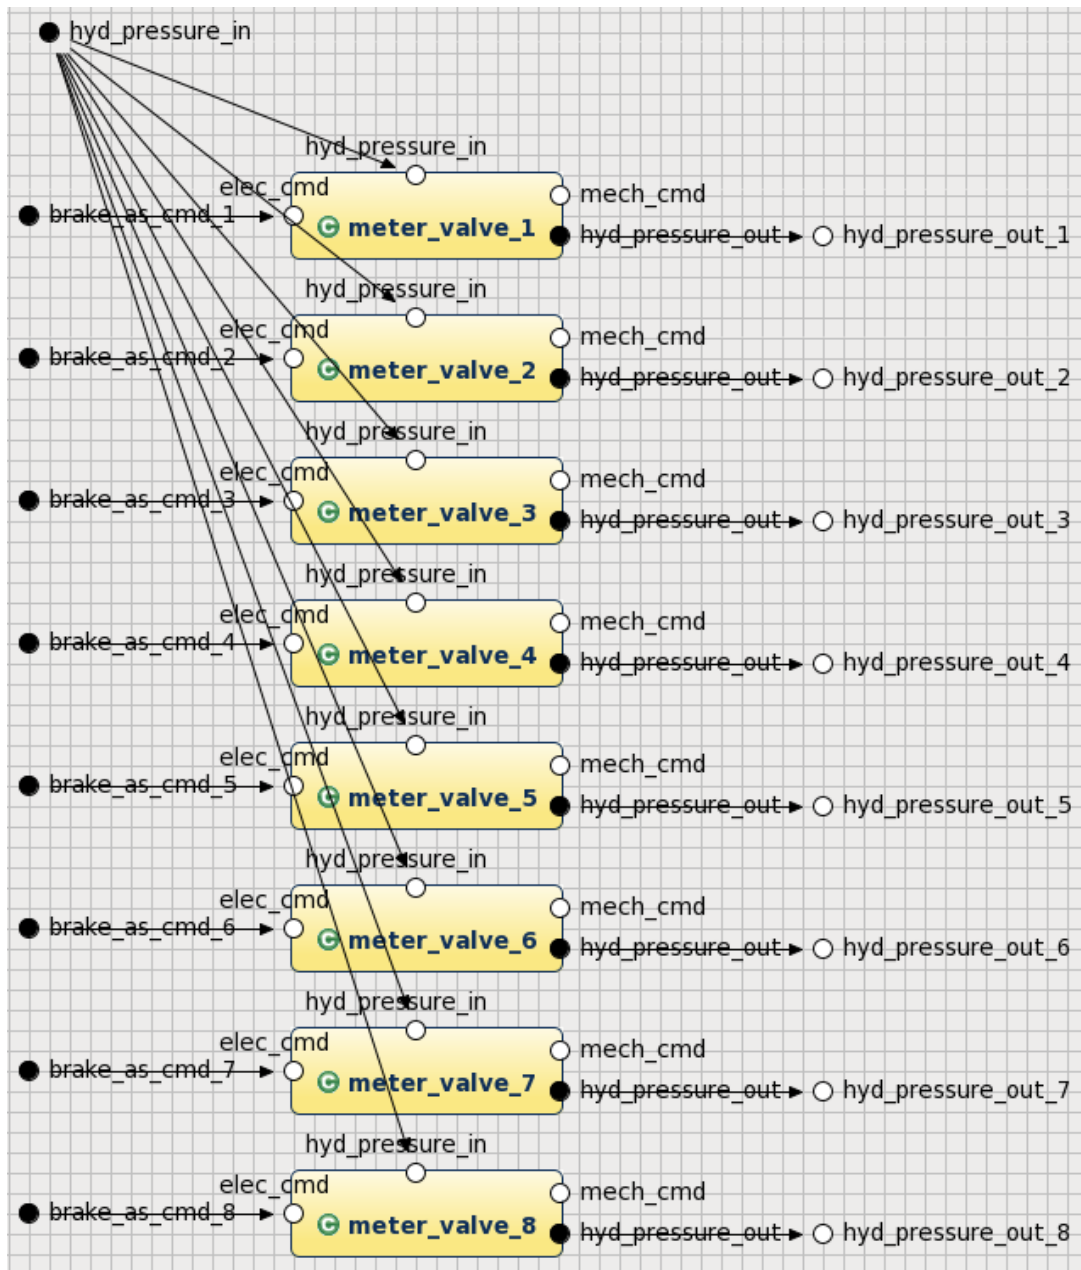 hyd_pressure_in
hyd_pressure_in
elec_cmd
mech_cmd
brake_as_cmd_1
© meter_valve_1
hyd_pressure_out
hyd_pressure_out_1
hyd_pressure_in
elec_cmd
mech_cmd
brake_as_cmd_2
© meter_valve_2
hyd_pressure_out
hyd_pressure_out_2
hyd_pressure_in
elec_cmd
mech_cmd
brake_as_cmd_3
© meter_valve_3
hyd_pressure_out
hyd_pressure_out_3
hyd_pressure_in
elec_cmd
mech_cmd
brake_as_cmd_4
© meter_valve_4
hyd_pressure_out
hyd_pressure_out_4
hyd_pressure_in
elec_cmd
mech_cmd
brake_as_cmd_5
© meter_valve_5
hyd_pressure_out
hyd_pressure_out_5
hyd_pressure_in
elec_cmd
mech_cmd
brake_as_cmd_6
© meter_valve_6
hyd_pressure_out
hyd_pressure_out_6
hyd_pressure_in
elec_cmd
mech_cmd
brake_as_cmd_7
© meter_valve_7
hyd_pressure_out
hyd_pressure_out_7
hyd_pressure_in
elec_cmd
mech_cmd
brake_as_cmd_8
© meter_valve_8
hyd_pressure_out
hyd_pressure_out_8